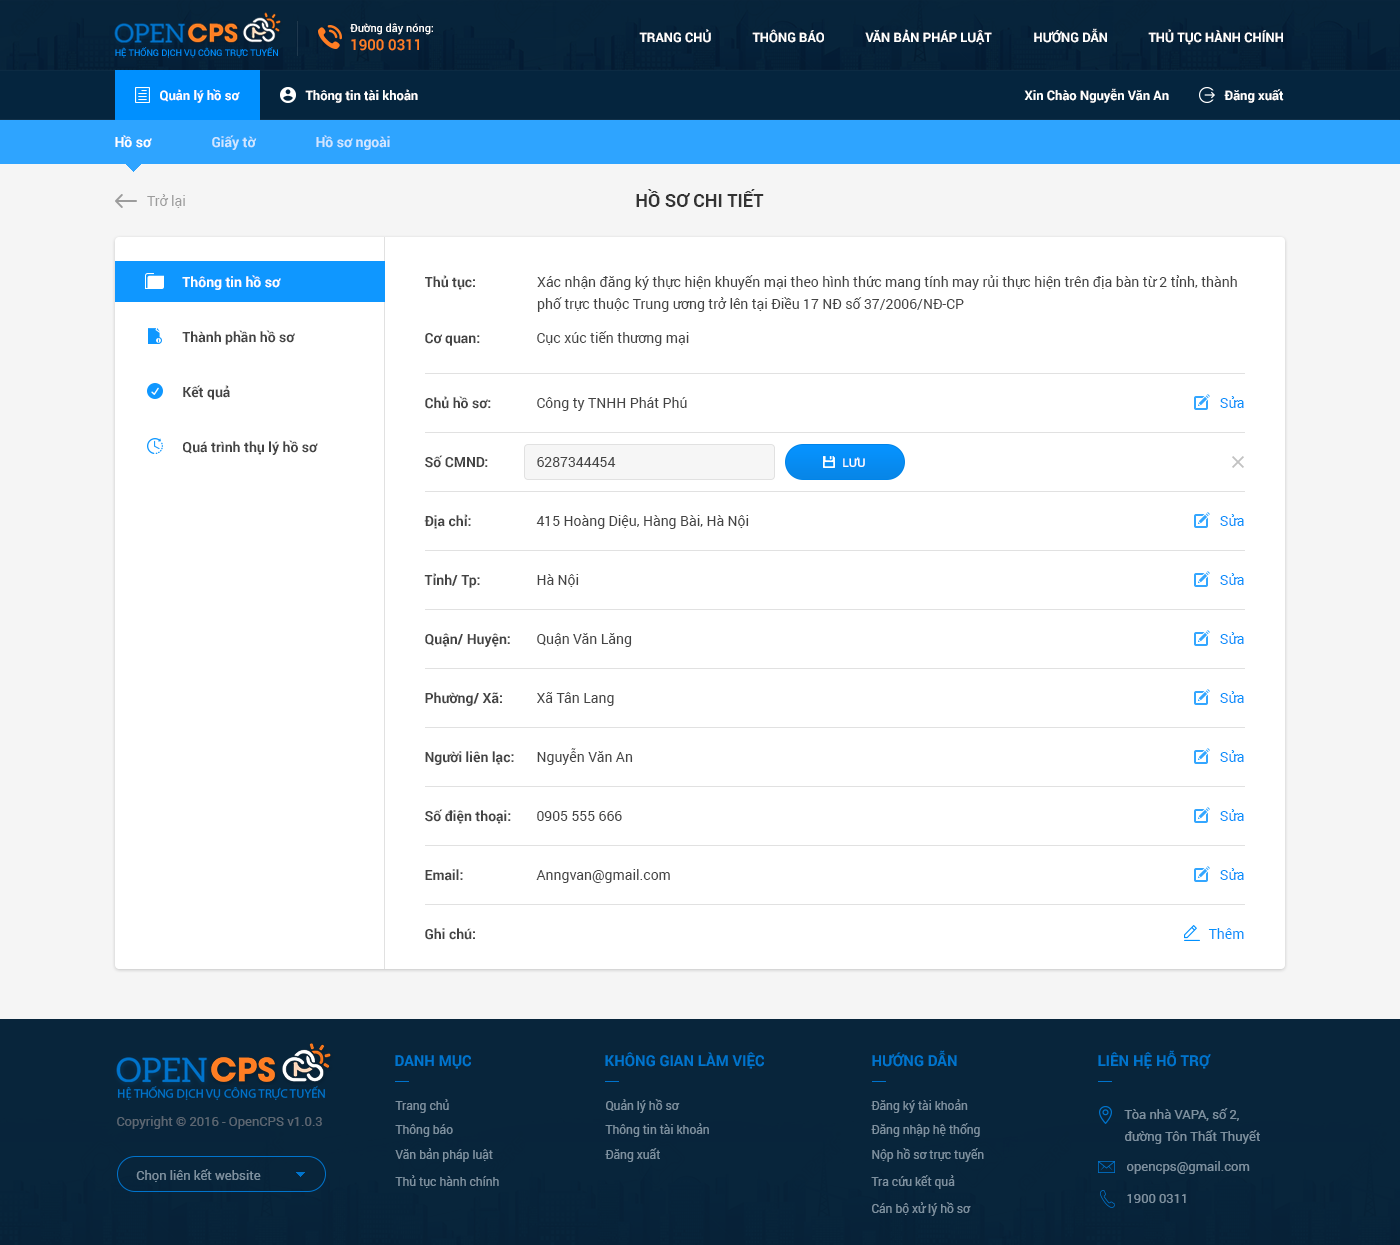 OPENCPS
HỆ THỐNG DỊCH VỤ CÔNG TRỰC TUYẾN
Đường dây nóng:
1900 0311
TRANG CHỦ
THÔNG BÁO
VĂN BẢN PHÁP LUẬT
HƯỚNG DẪN
THỦ TỤC HÀNH CHÍNH
Quản lý hồ sơ
Thông tin tài khoản
Xin Chào Nguyễn Văn An
Đăng xuất
Hồ sơ
Giấy tờ
Hồ sơ ngoài
Trở lại
HỒ SƠ CHI TIẾT
Thông tin hồ sơ
Thành phần hồ sơ
Kết quả
Quá trình thụ lý hồ sơ
Thủ tục: Xác nhận đăng ký thực hiện khuyến mại theo hình thức mang tính may rủi thực hiện trên địa bàn từ 2 tỉnh, thành
phố trực thuộc Trung ương trở lên tại Điều 17 NĐ số 37/2006/NĐ-CP
Cơ quan: Cục xúc tiến thương mại
Chủ hồ sơ: Công ty TNHH Phát Phú Sửa
Số CMND: 6287344454 LƯU
Địa chỉ: 415 Hoàng Diệu, Hàng Bài, Hà Nội Sửa
Tỉnh/ Tp: Hà Nội Sửa
Quận/ Huyện: Quận Văn Lăng Sửa
Phường/ Xã: Xã Tân Lang Sửa
Người liên lạc: Nguyễn Văn An Sửa
Số điện thoại: 0905 555 666 Sửa
Email: Anngvan@gmail.com Sửa
Ghi chú: Thêm
OPENCPS
HỆ THỐNG DỊCH VỤ CÔNG TRỰC TUYẾN
Copyright © 2016 - OpenCPS v1.0.3
Chọn liên kết website
DANH MỤC
Trang chủ
Thông báo
Văn bản pháp luật
Thủ tục hành chính
KHÔNG GIAN LÀM VIỆC
Quản lý hồ sơ
Thông tin tài khoản
Đăng xuất
HƯỚNG DẪN
Đăng ký tài khoản
Đăng nhập hệ thống
Nộp hồ sơ trực tuyến
Tra cứu kết quả
Cán bộ xử lý hồ sơ
LIÊN HỆ HỖ TRỢ
Tòa nhà VAPA, số 2,
đường Tôn Thất Thuyết
opencps@gmail.com
1900 0311